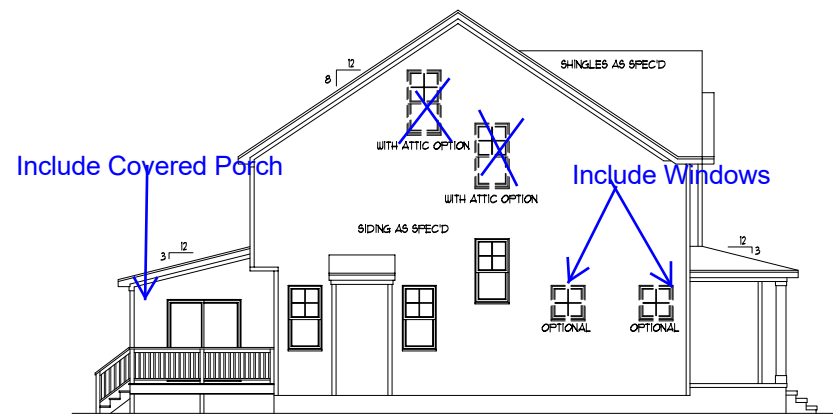 SHINGLES AS SPEC'D
12
8
WITH ATTIC OPTION
Include Covered Porch
Include Windows
WITH ATTIC OPTION
SIDING AS SPEC'D
12
3
12
3
OPTIONAL
OPTIONAL